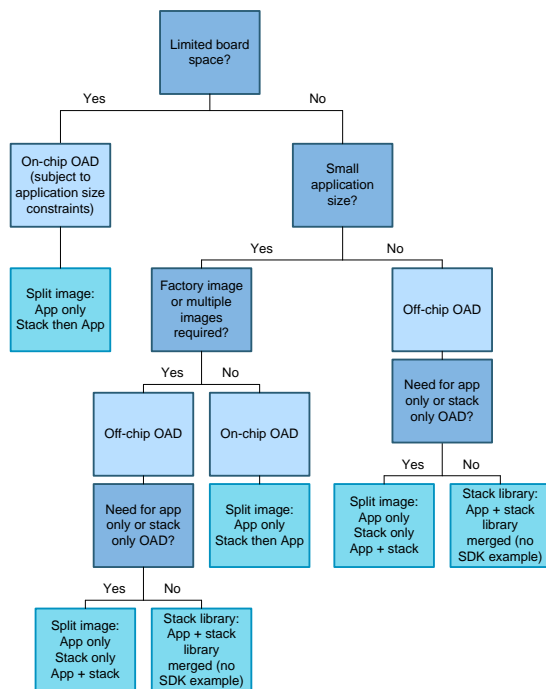 Limited board
space?
Yes
No
On-chip OAD
(subject to
application size
constraints)
Small
application
size?
Split image:
App only
Stack then App
Yes
No
Factory image
or multiple
images
required?
Off-chip OAD
Yes
No
Need for app
only or stack
only OAD?
Off-chip OAD
On-chip OAD
Yes
No
Need for app
only or stack
only OAD?
Split image:
App only
Stack then App
Split image:
App only
Stack only
App + stack
Stack library:
App + stack
library
merged (no
SDK example)
Yes
No
Split image:
App only
Stack only
App + stack
Stack library:
App + stack
library
merged (no
SDK example)